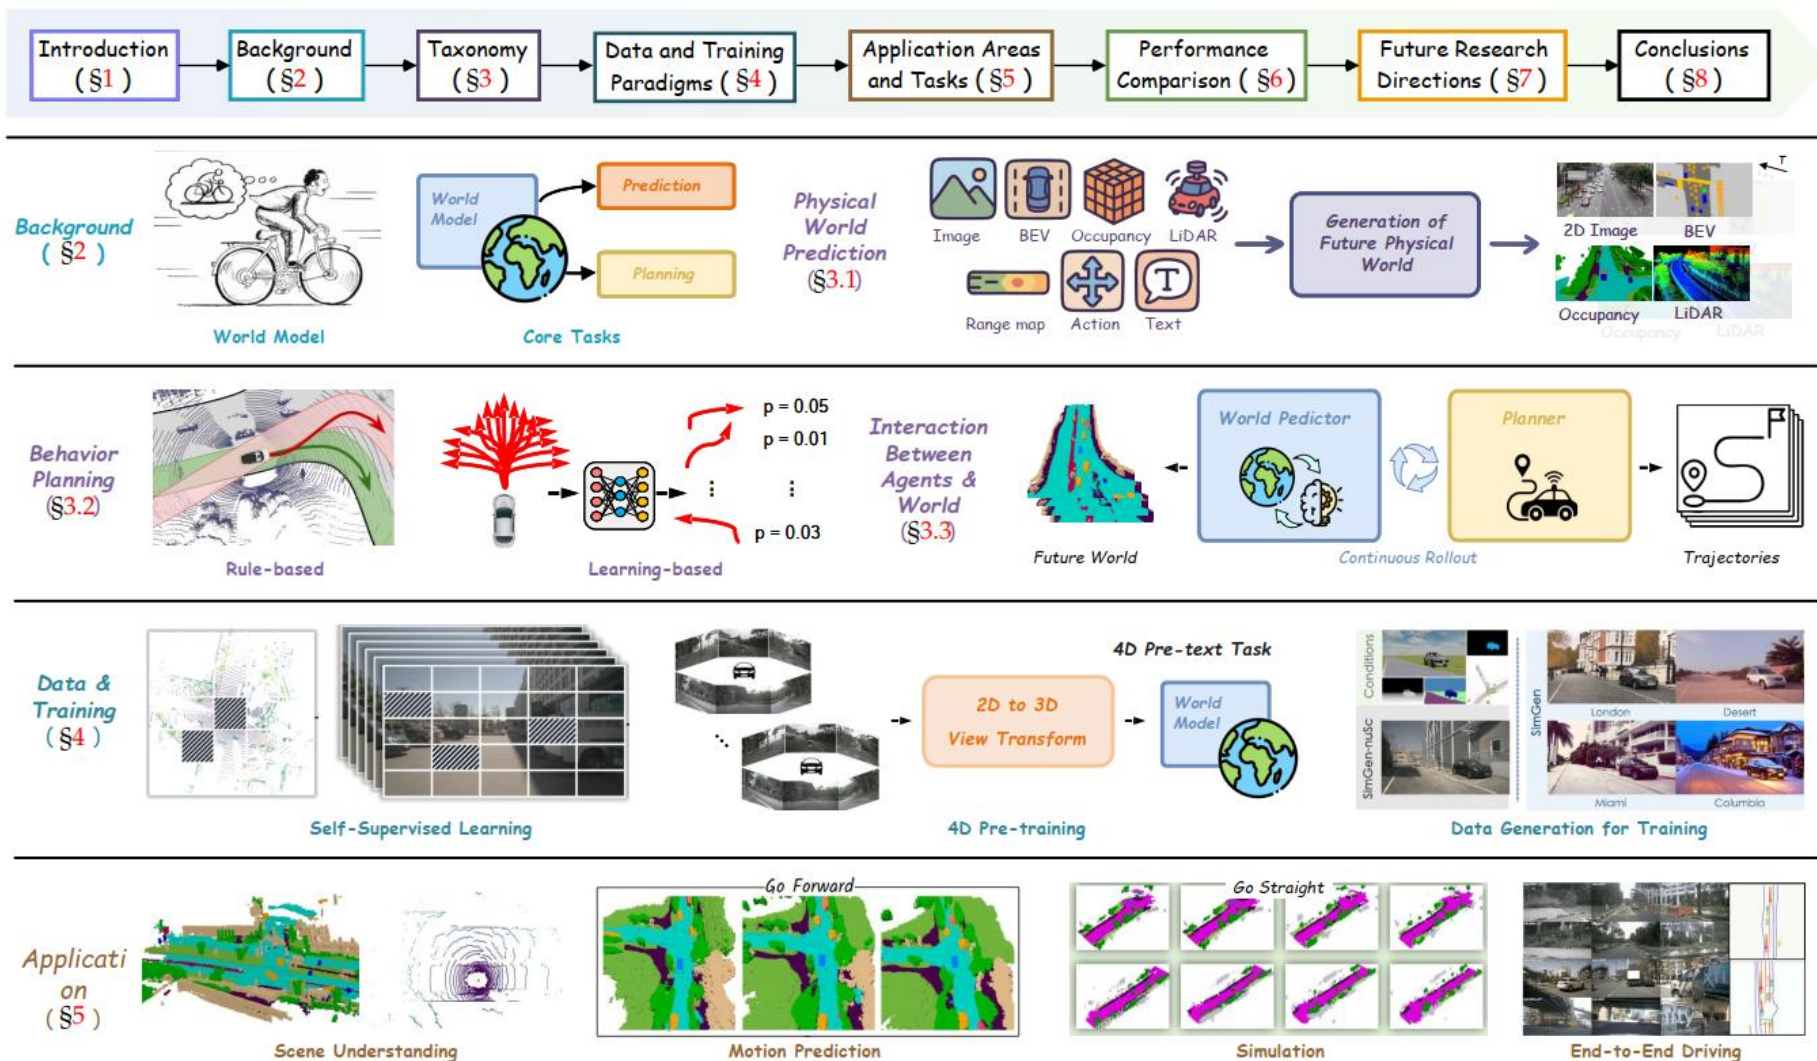 Introduction
( §1 )
Background
( §2 )
Taxonomy
( §3 )
Data and Training
Paradigms ( §4 )
Application Areas
and Tasks ( §5 )
Performance
Comparison ( §6 )
Future Research
Directions ( §7 )
Conclusions
( §8 )
Background
( §2 )
World Model
World
Model
Prediction
Planning
Core Tasks
Physical
World
Prediction
(§3.1)
Image
BEV
Occupancy
LiDAR
Range map
Action
T
Text
Generation of
Future Physical
World
T
2D Image
BEV
Occupancy
LiDAR
Occupancy
LiDAR
Behavior
Planning
(§3.2)
Rule-based
p = 0.05
p = 0.01
p = 0.03
Learning-based
Interaction
Between
Agents &
World
(§3.3)
Future World
World Pedictor
Planner
Continuous Rollout
Trajectories
Data &
Training
( §4 )
Self-Supervised Learning
2D to 3D
View Transform
4D Pre-text Task
World
Model
4D Pre-training
Conditions
SimGen-nuSc
SimGen
London
Desert
Miami
Columbia
Data Generation for Training
Applicati
on
( §5 )
Scene Understanding
Go Forward
Motion Prediction
Go Straight
Simulation
End-to-End Driving